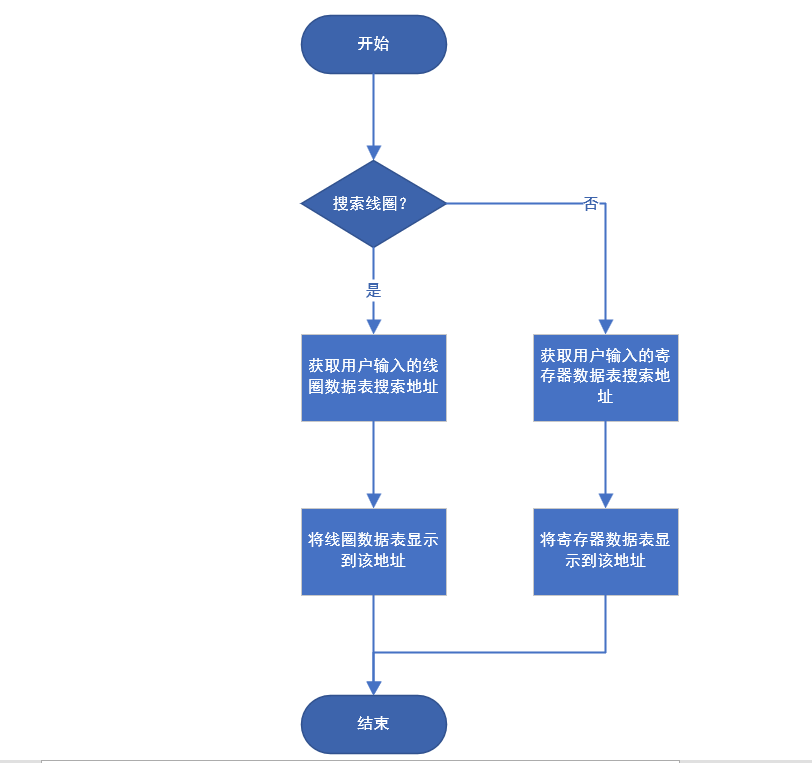 开始
搜索线圈？
否
是
获取用户输入的线
圈数据表搜索地址
获取用户输入的寄
存器数据表搜索地
址
将线圈数据表显示
到该地址
将寄存器数据表显
示到该地址
结束